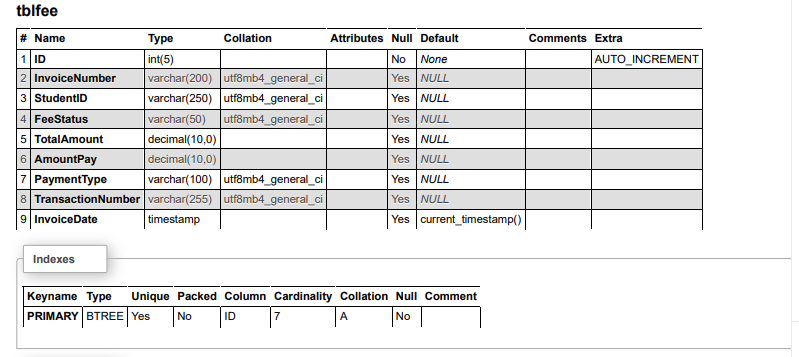 tblfee
# Name Type Collation Attributes Null Default Comments Extra
1 ID int(5) No None AUTO_INCREMENT
2 InvoiceNumber varchar(200) utf8mb4_general_ci Yes NULL
3 StudentID varchar(250) utf8mb4_general_ci Yes NULL
4 FeeStatus varchar(50) utf8mb4_general_ci Yes NULL
5 TotalAmount decimal(10,0) Yes NULL
6 AmountPay decimal(10,0) Yes NULL
7 PaymentType varchar(100) utf8mb4_general_ci Yes NULL
8 TransactionNumber varchar(255) utf8mb4_general_ci Yes NULL
9 InvoiceDate timestamp Yes current_timestamp()
Indexes
Keyname Type Unique Packed Column Cardinality Collation Null Comment
PRIMARY BTREE Yes No ID 7 A No